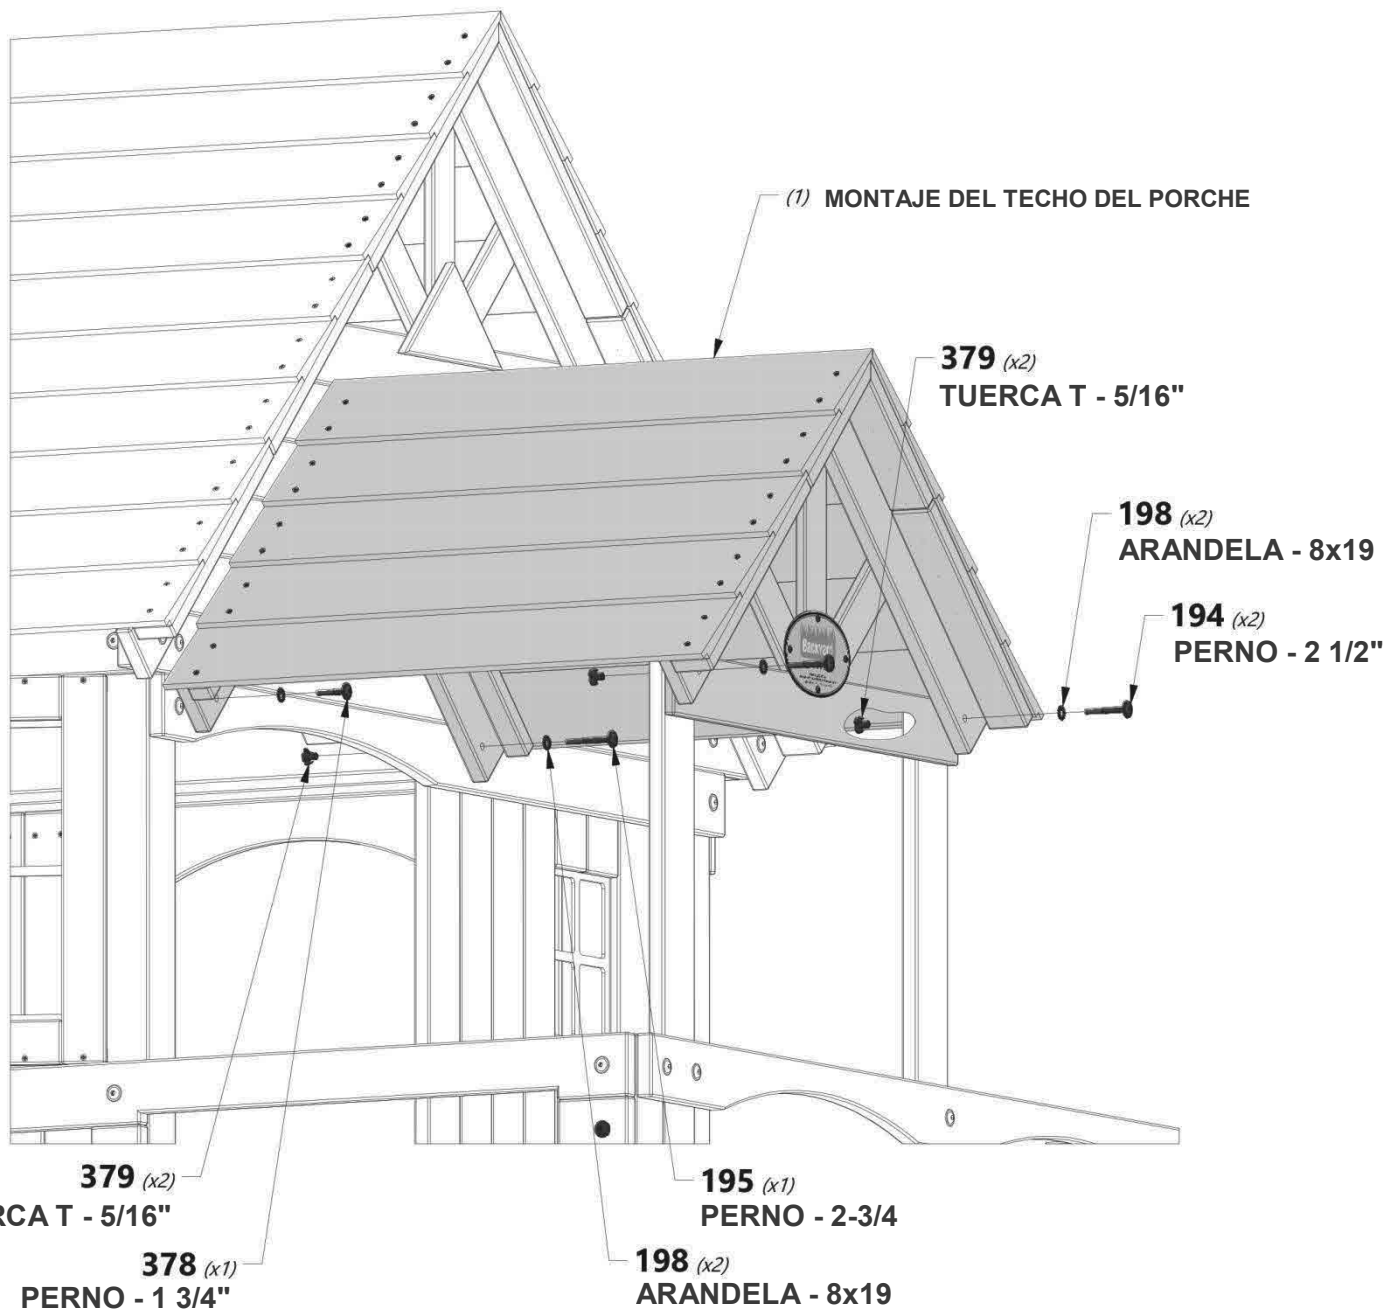 (1) MONTAJE DEL TECHO DEL PORCHE
379 (x2)
TUERCA T - 5/16"
198 (x2)
ARANDELA - 8x19
194 (x2)
PERNO - 2 1/2"
Backyard
379 (x2)
RCA T - 5/16"
195 (x1)
PERNO - 2-3/4
378 (x1)
PERNO - 1 3/4"
198 (x2)
ARANDELA - 8x19